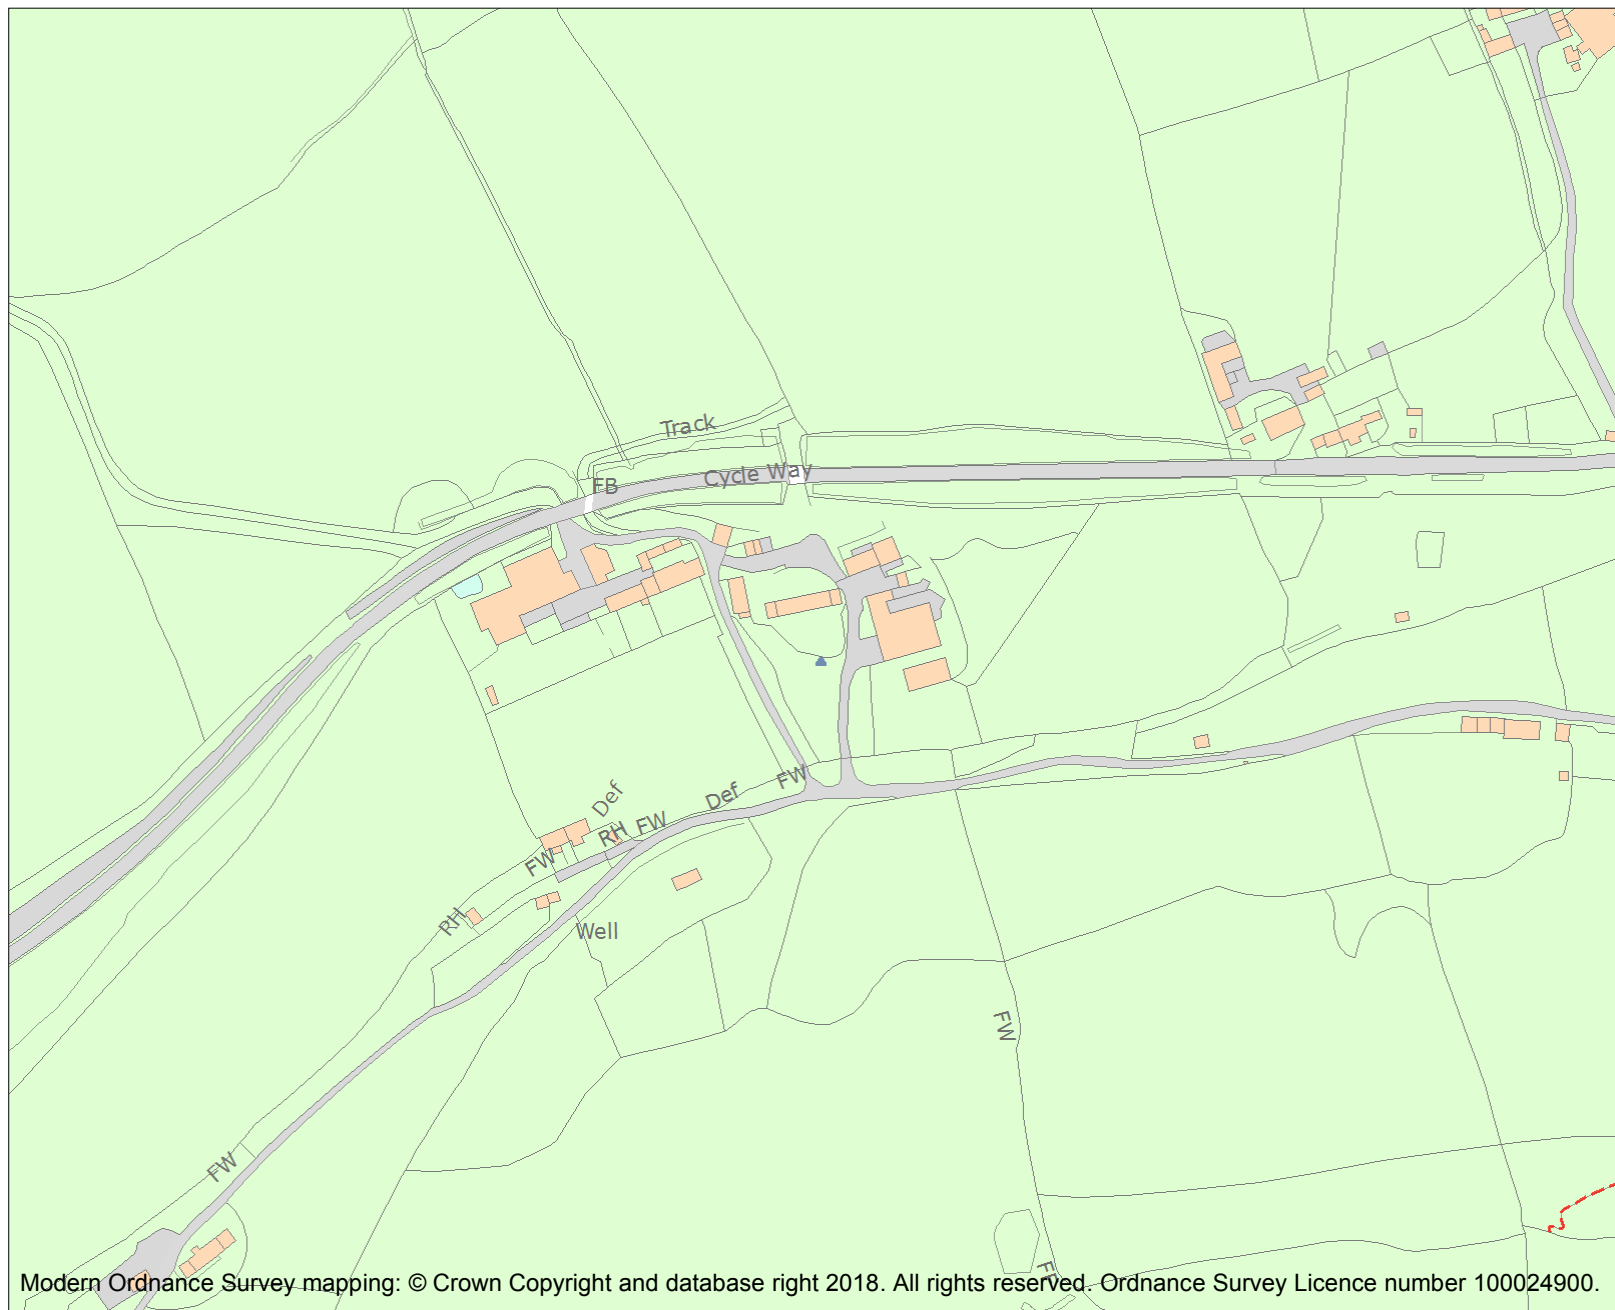 Track
Cycle Way
FB
FW
Def
Def
FW
RH
FW
RH
Well
FW
FW
FF
Modern Ordnance Survey mapping: © Crown Copyright and database right 2018. All rights reserved. Ordnance Survey Licence number 100024900.